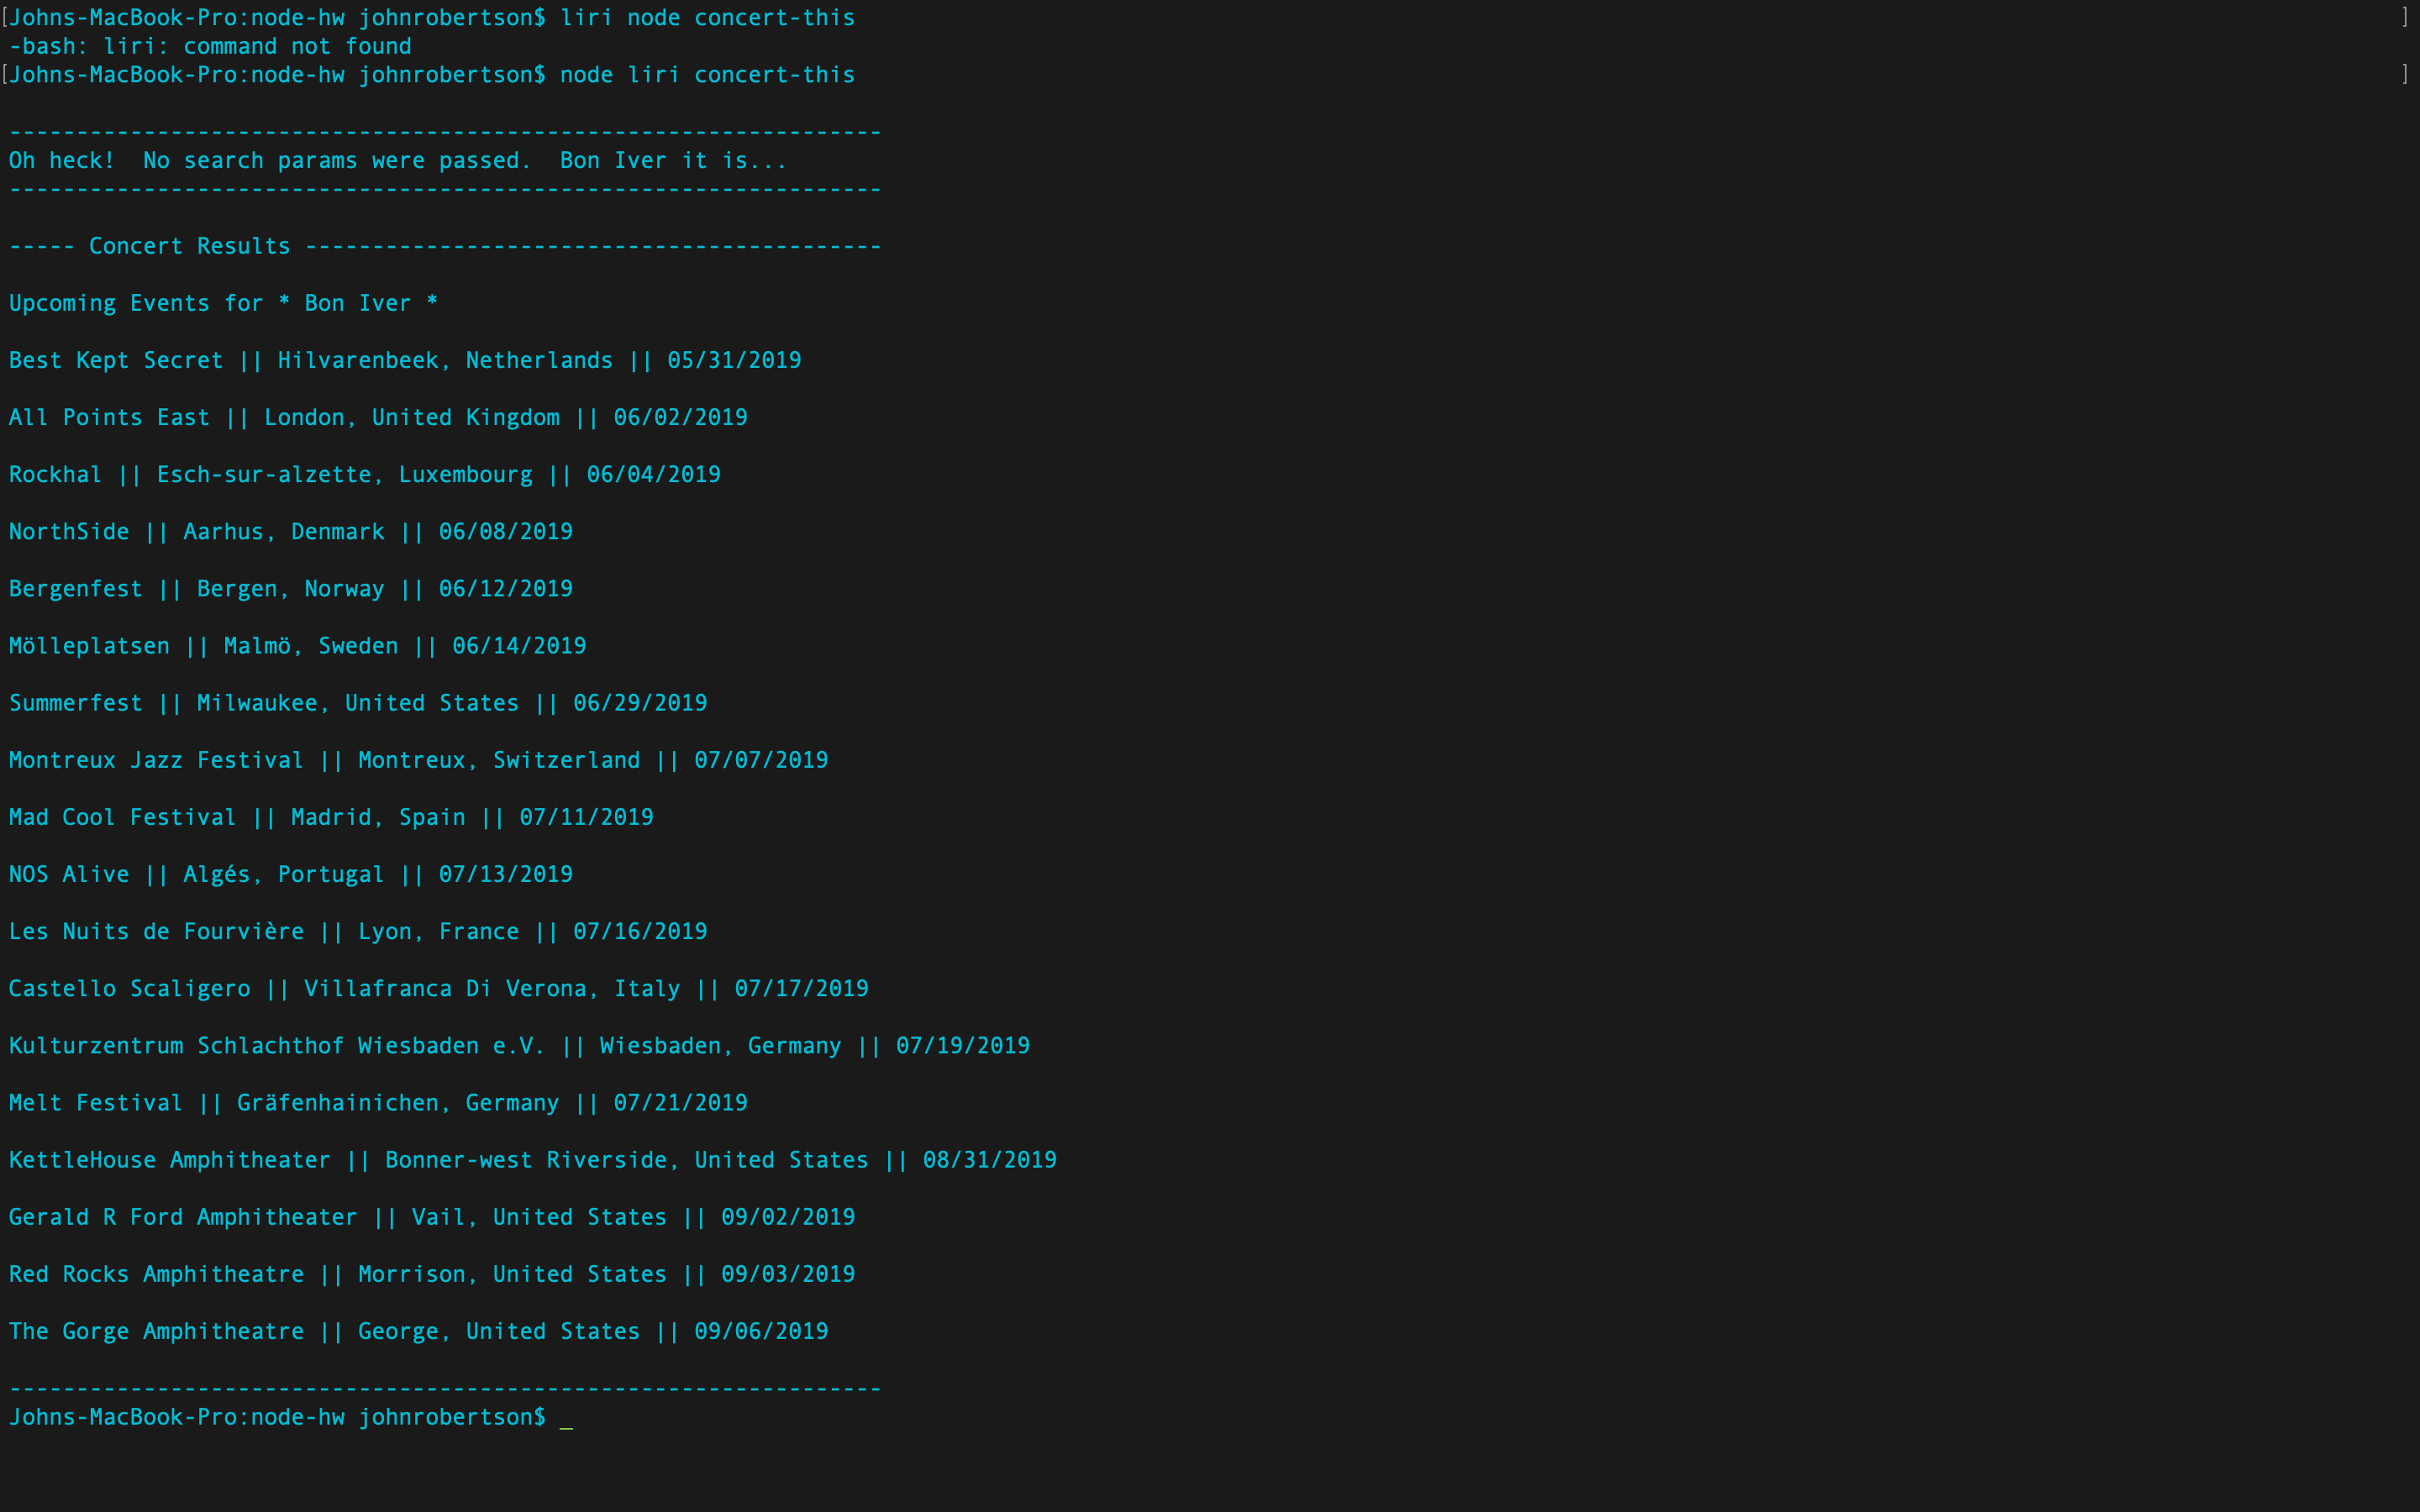 [Johns-MacBook-Pro:node-hw johnrobertson$ liri node concert-this ]
-bash: liri: command not found
[Johns-MacBook-Pro:node-hw johnrobertson$ node liri concert-this ]
-----------------------------------------------------------------
Oh heck!  No search params were passed.  Bon Iver it is...
-----------------------------------------------------------------
----- Concert Results -------------------------------------------
Upcoming Events for * Bon Iver *
Best Kept Secret || Hilvarenbeek, Netherlands || 05/31/2019
All Points East || London, United Kingdom || 06/02/2019
Rockhal || Esch-sur-alzette, Luxembourg || 06/04/2019
NorthSide || Aarhus, Denmark || 06/08/2019
Bergenfest || Bergen, Norway || 06/12/2019
Mölleplatsen || Malmö, Sweden || 06/14/2019
Summerfest || Milwaukee, United States || 06/29/2019
Montreux Jazz Festival || Montreux, Switzerland || 07/07/2019
Mad Cool Festival || Madrid, Spain || 07/11/2019
NOS Alive || Algés, Portugal || 07/13/2019
Les Nuits de Fourvière || Lyon, France || 07/16/2019
Castello Scaligero || Villafranca Di Verona, Italy || 07/17/2019
Kulturzentrum Schlachthof Wiesbaden e.V. || Wiesbaden, Germany || 07/19/2019
Melt Festival || Gräfenhainichen, Germany || 07/21/2019
KettleHouse Amphitheater || Bonner-west Riverside, United States || 08/31/2019
Gerald R Ford Amphitheater || Vail, United States || 09/02/2019
Red Rocks Amphitheatre || Morrison, United States || 09/03/2019
The Gorge Amphitheatre || George, United States || 09/06/2019
-----------------------------------------------------------------
Johns-MacBook-Pro:node-hw johnrobertson$ _